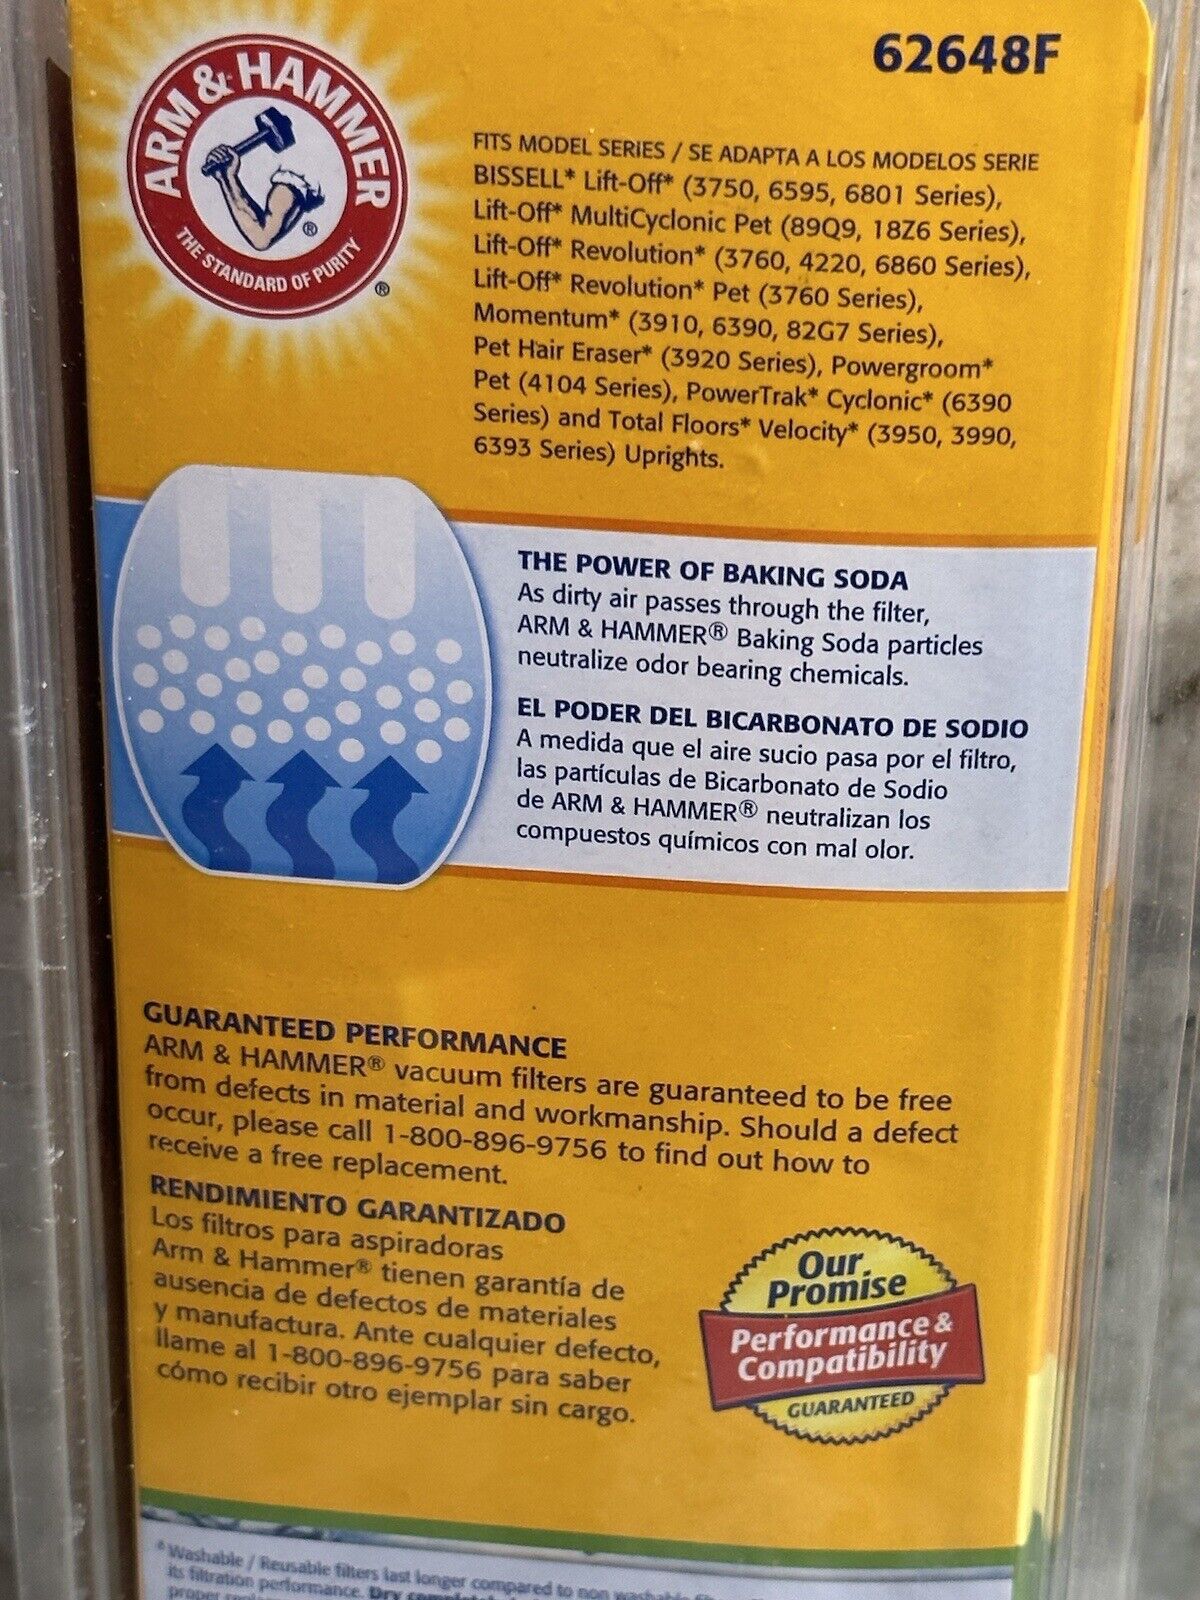 62648F
ARM & HAMMER
THE STANDARD OF PURITY
®
®
FITS MODEL SERIES / SE ADAPTA A LOS MODELOS SERIE
BISSELL* Lift-Off* (3750, 6595, 6801 Series),
Lift-Off* MultiCyclonic Pet (89Q9, 18Z6 Series),
Lift-Off* Revolution* (3760, 4220, 6860 Series),
Lift-Off* Revolution* Pet (3760 Series),
Momentum* (3910, 6390, 82G7 Series),
Pet Hair Eraser* (3920 Series), Powergroom*
Pet (4104 Series), PowerTrak* Cyclonic* (6390
Series) and Total Floors* Velocity* (3950, 3990,
6393 Series) Uprights.
THE POWER OF BAKING SODA
As dirty air passes through the filter,
ARM & HAMMER® Baking Soda particles
neutralize odor bearing chemicals.
EL PODER DEL BICARBONATO DE SODIO
A medida que el aire sucio pasa por el filtro,
las partículas de Bicarbonato de Sodio
de ARM & HAMMER® neutralizan los
compuestos químicos con mal olor.
GUARANTEED PERFORMANCE
ARM & HAMMER® vacuum filters are guaranteed to be free
from defects in material and workmanship. Should a defect
occur, please call 1-800-896-9756 to find out how to
receive a free replacement.
RENDIMIENTO GARANTIZADO
Los filtros para aspiradoras
Arm & Hammer® tienen garantía de
ausencia de defectos de materiales
y manufactura. Ante cualquier defecto,
llame al 1-800-896-9756 para saber
cómo recibir otro ejemplar sin cargo.
Our
Promise
Performance &
Compatibility
GUARANTEED
Washable / Reusable filters last longer compared to non washable
its filtration performance. Dry
proper